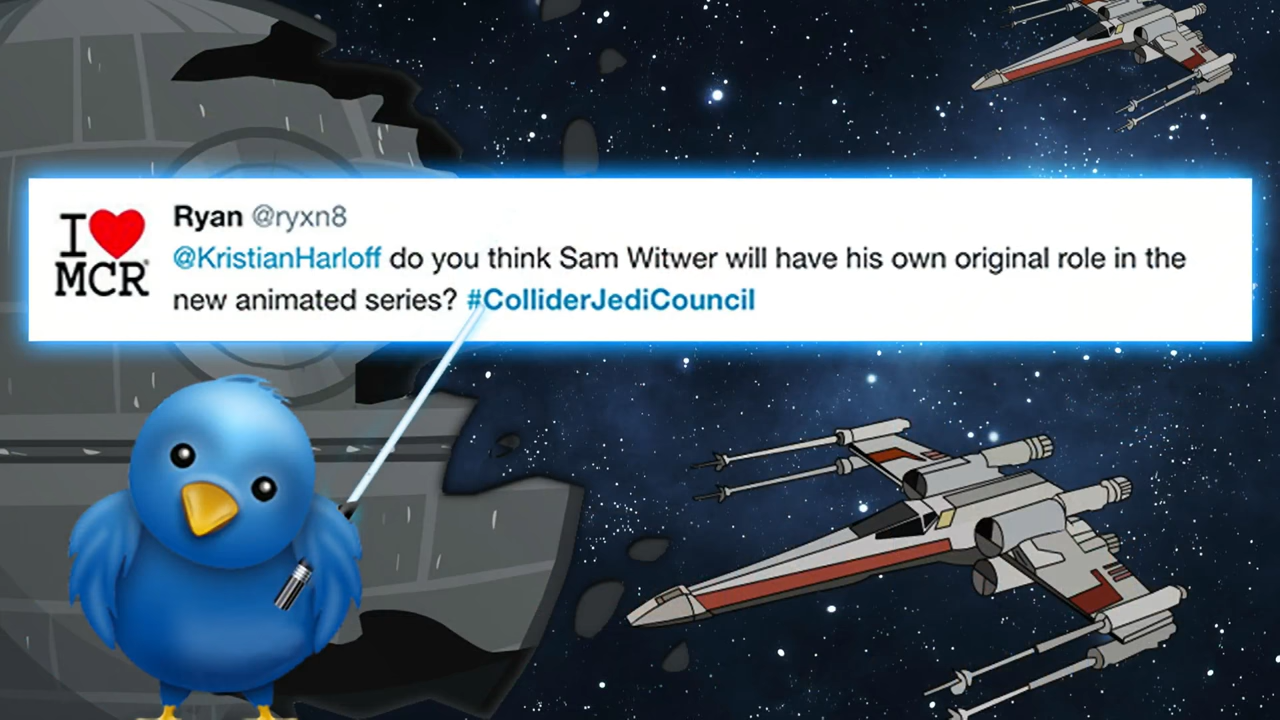 I ❤ MCR
Ryan @ryxn8
@KristianHarloff do you think Sam Witwer will have his own original role in the
new animated series? #ColliderJediCouncil